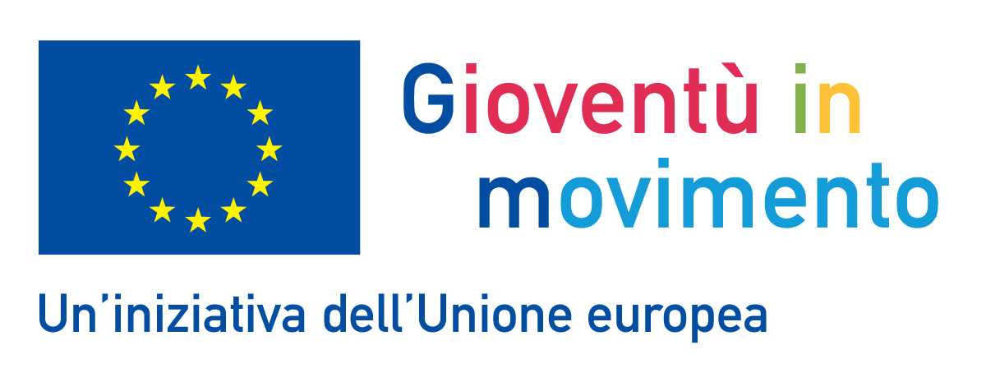 Gioventù in
movimento
Un’iniziativa dell’Unione europea